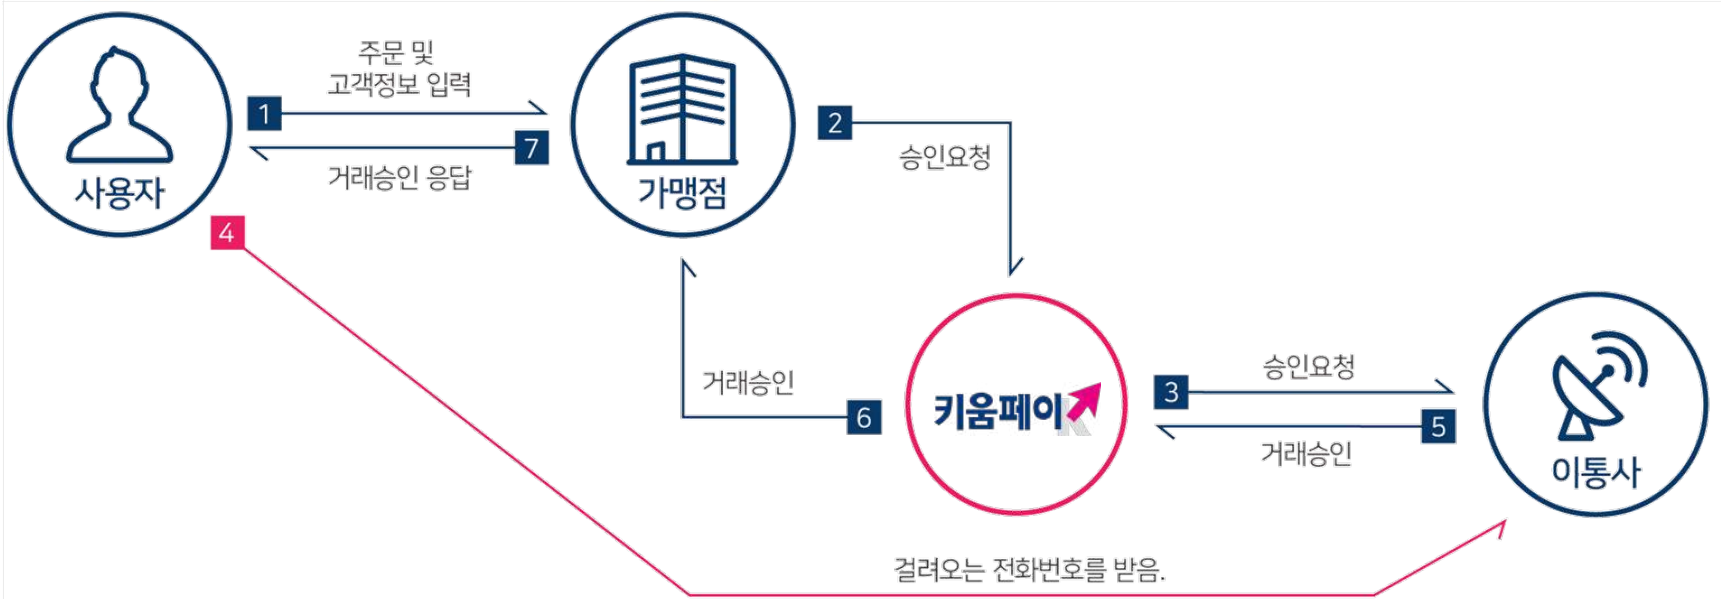 주문 및
고객정보 입력
1
7
거래승인 응답
사용자
가맹점
2
승인요청
4
6
거래승인
키움페이
K
3
승인요청
5
거래승인
이통사
걸려오는 전화번호를 받음.